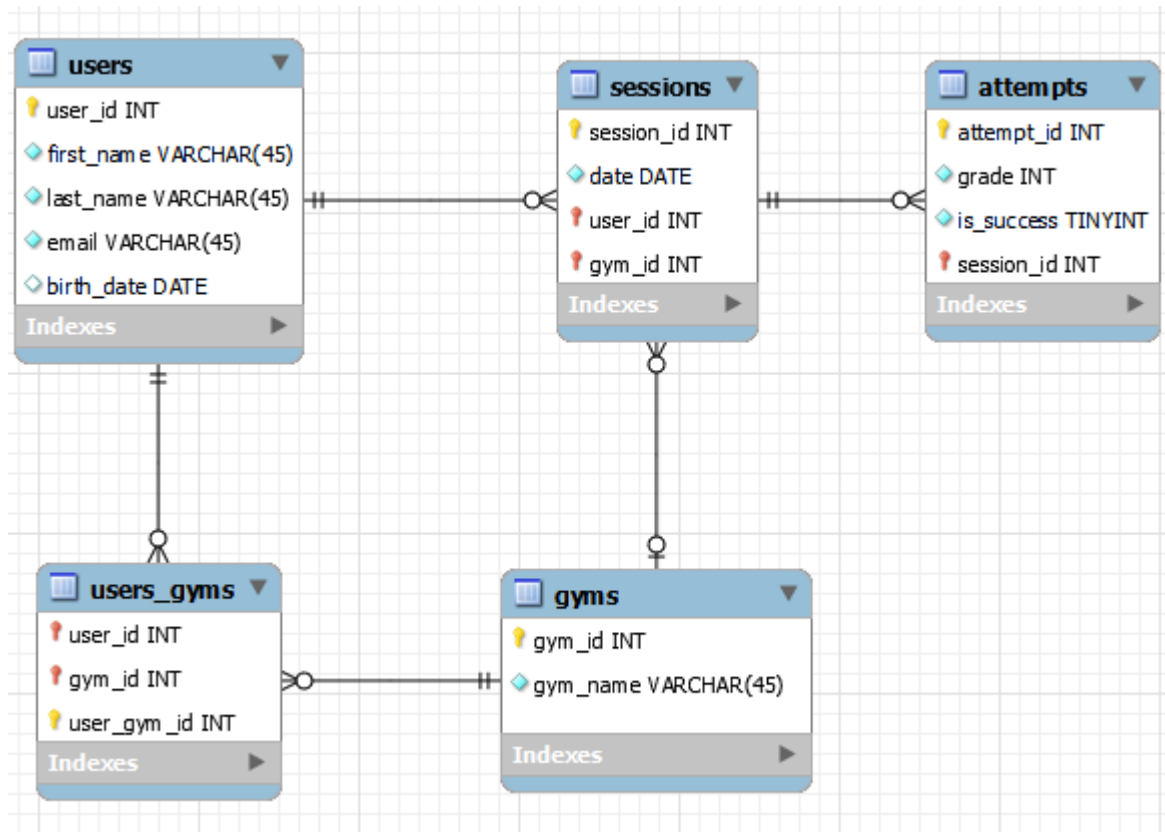 users
user_id INT
first_name VARCHAR(45)
last_name VARCHAR(45)
email VARCHAR(45)
birth_date DATE
Indexes
sessions
session_id INT
date DATE
user_id INT
gym_id INT
Indexes
attempts
attempt_id INT
grade INT
is_success TINYINT
session_id INT
Indexes
users_gyms
user_id INT
gym_id INT
user_gym_id INT
Indexes
gyms
gym_id INT
gym_name VARCHAR(45)
Indexes